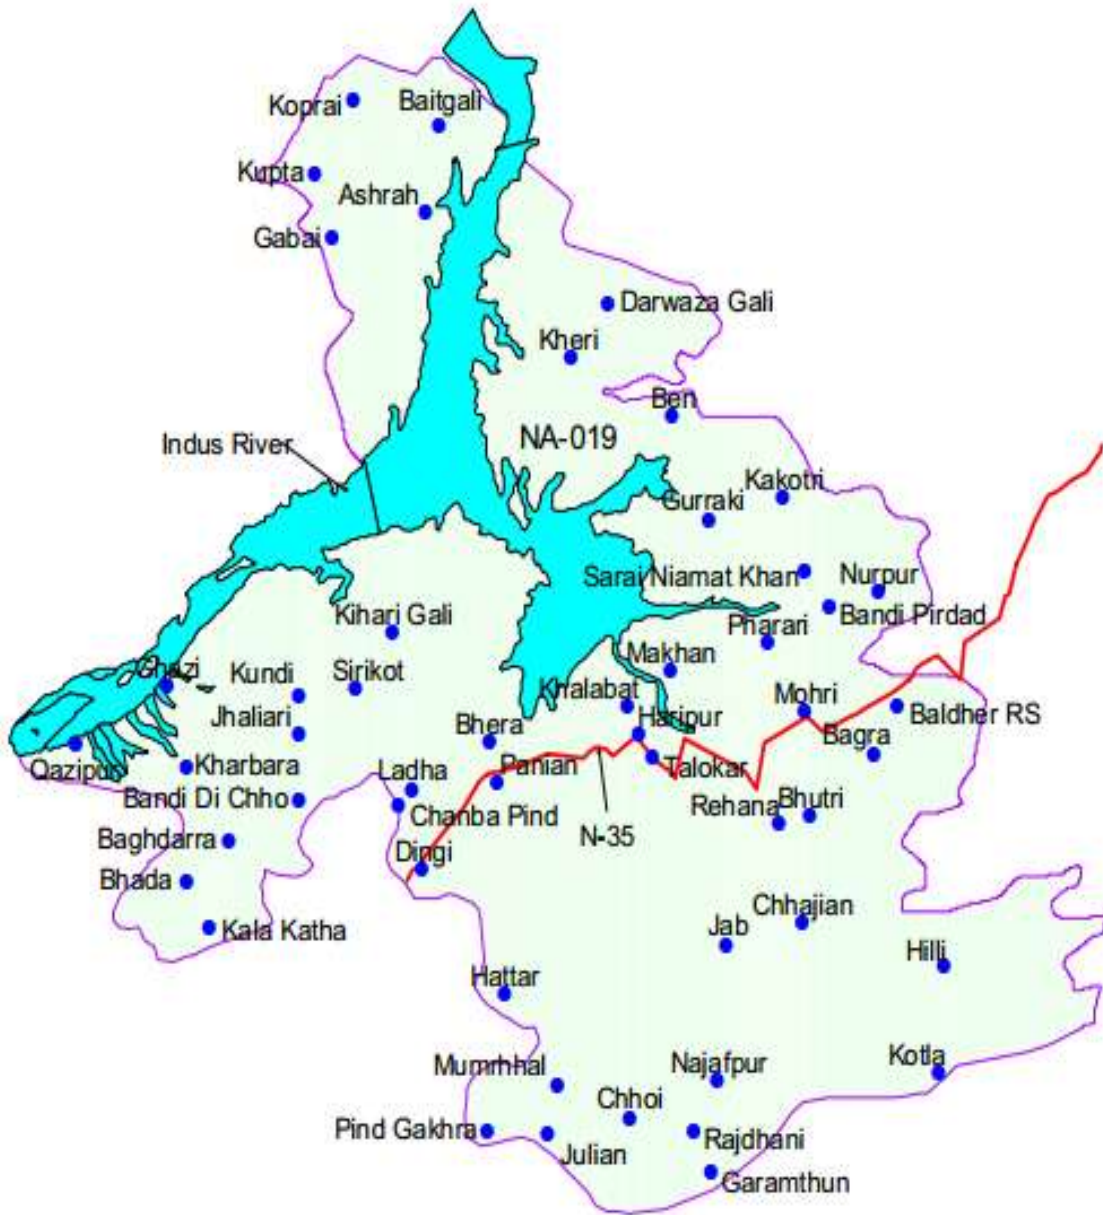 Koprai
Baitgali
Kupta
Ashrah
Gabai
Darwaza Gali
Kheri
Ben
NA-019
Indus River
Kakotri
Gurraki
Sarai Niamat Khan
Nurpur
Bandi Pirdad
Kihari Gali
Pharari
Makhan
Ghazi
Kundi
Sirikot
Khalabat
Mohri
Baldher RS
Jhaliari
Bhera
Haripur
Bagra
Qazipur
Kharbara
Ladha
Panian
Talokar
Bandi Di Chho
Chanba Pind
Rehana
Bhutri
N-35
Baghdarra
Dingi
Bhada
Kala Katha
Chhajian
Jab
Hilli
Hattar
Mumrhhal
Najafpur
Kotla
Chhoi
Pind Gakhra
Julian
Rajdhani
Garamthun